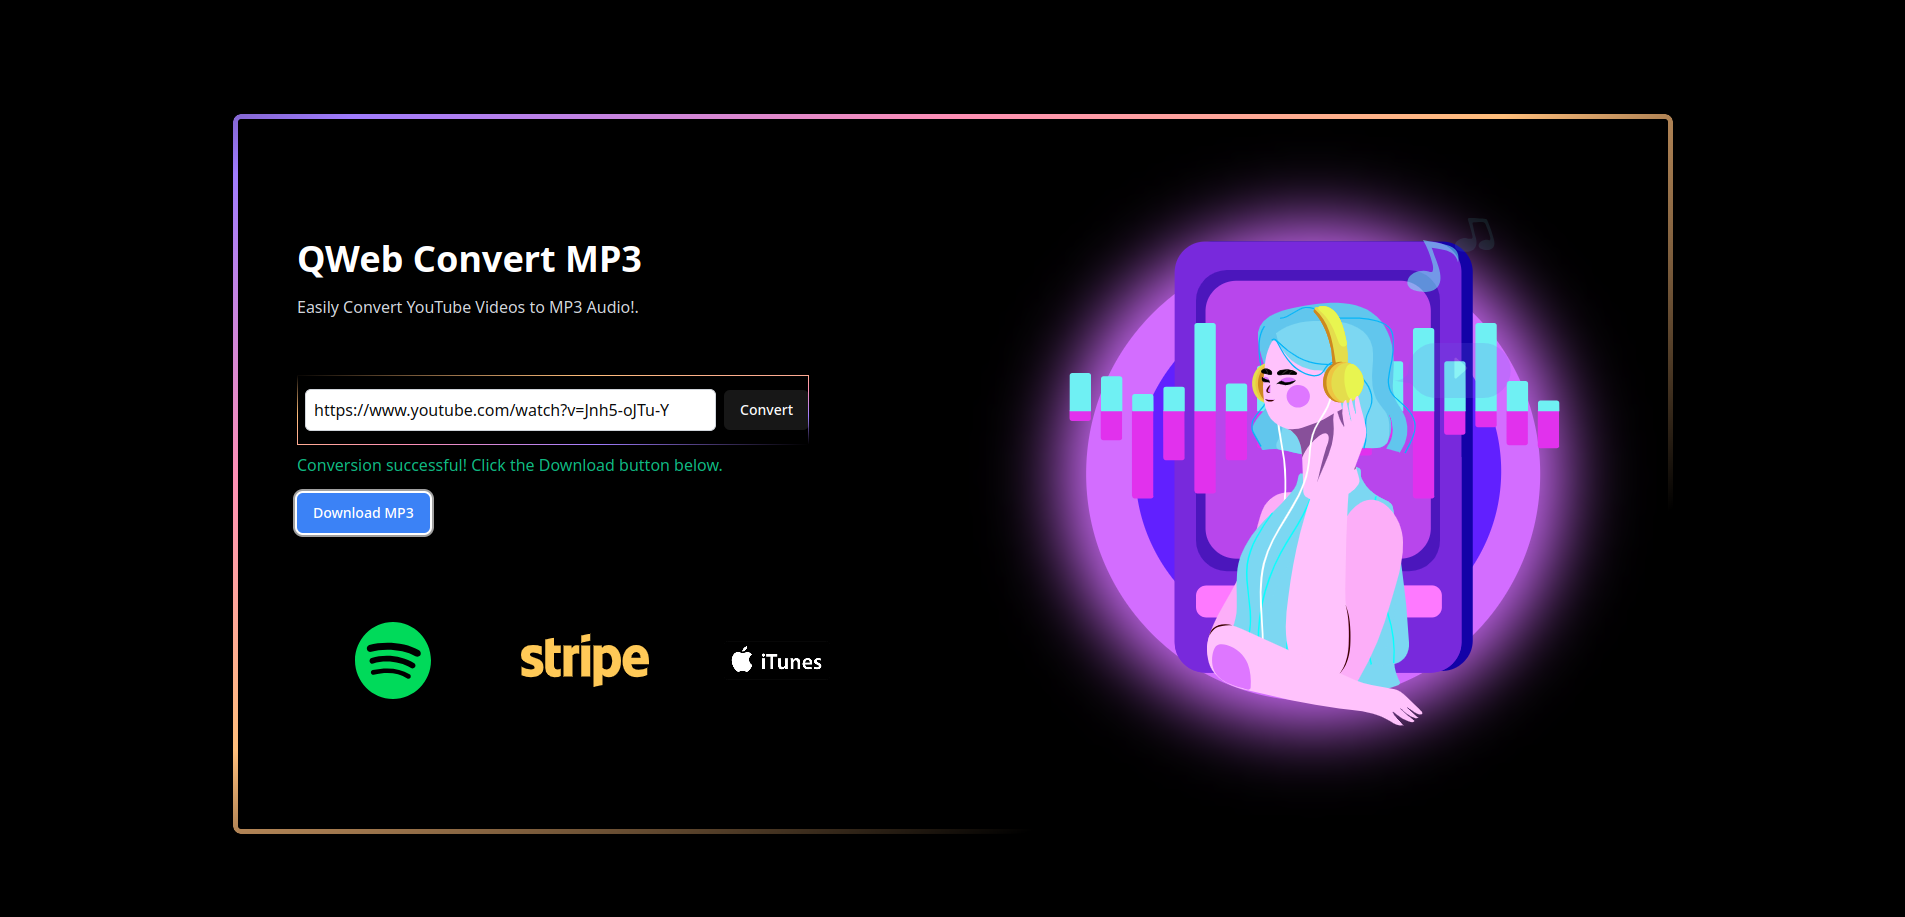 QWeb Convert MP3
Easily Convert YouTube Videos to MP3 Audio!.
https://www.youtube.com/watch?v=Jnh5-oJTu-Y
Convert
Conversion successful! Click the Download button below.
Download MP3
stripe
iTunes